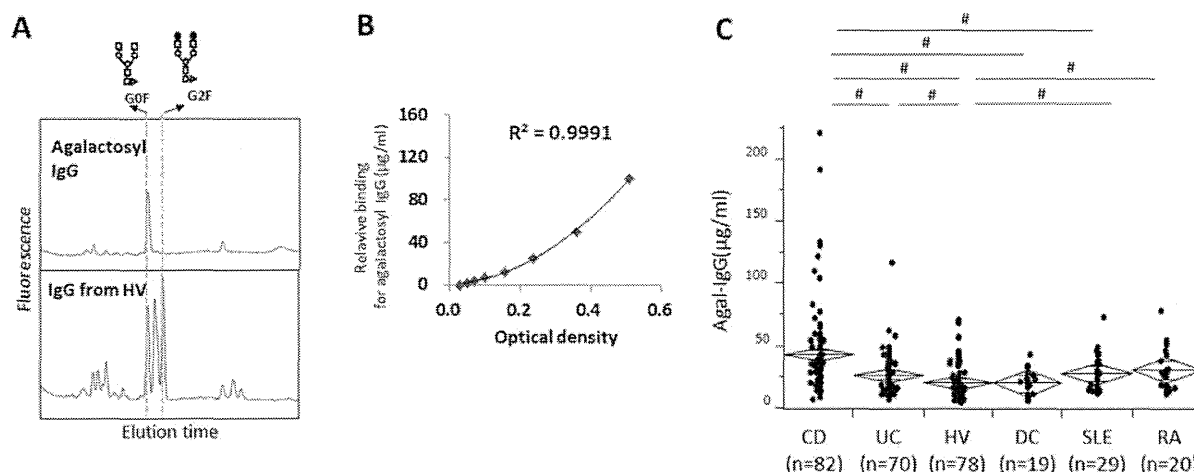 A
G0F
G2F
Agalactosyl
IgG
IgG from HV
Fluorescence
Elution time
B
R² = 0.9991
Relavive binding
for agalactosyl IgG (µg/ml)
160
120
80
40
0
0.0 0.2 0.4 0.6
Optical density
C
#
#
# #
# # #
Agal-IgG(µg/ml)
200
150
100
50
0
CD UC HV DC SLE RA
(n=82) (n=70) (n=78) (n=19) (n=29) (n=20)